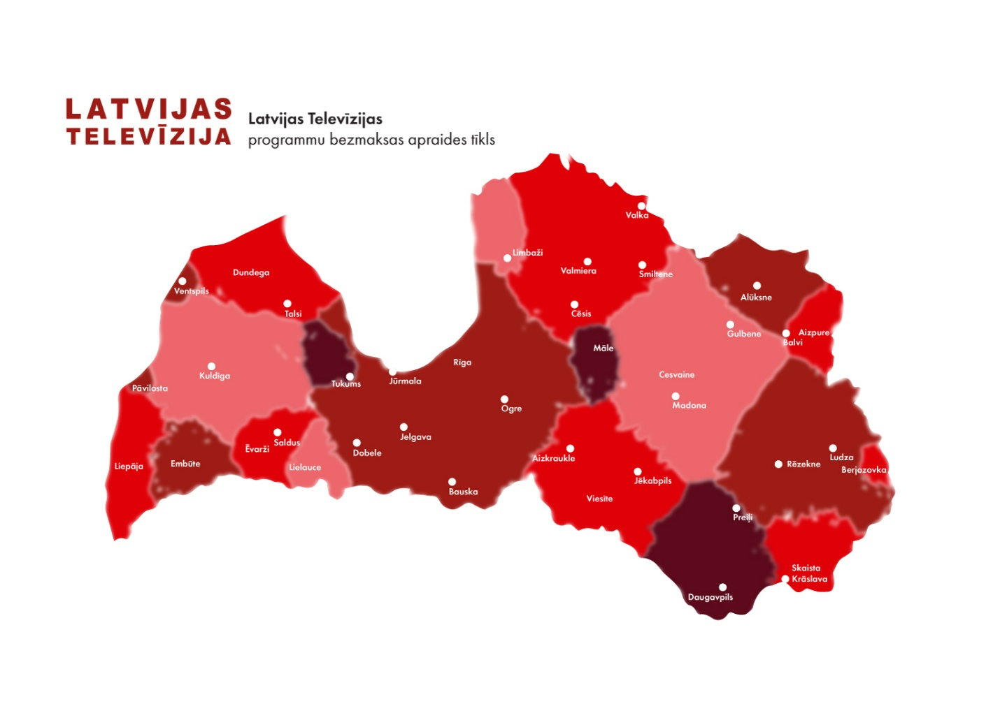 LATVIJAS
TELEVĪZIJA
Latvijas Televīzijas
programmu bezmaksas apraides tīkls
Valka
Limbaži
Valmiera
Smiltene
Dundega
Ventspils
Alūksne
Talsi
Cēsis
Gulbene
Aizpure
Balvi
Māle
Rīga
Kuldīga
Cesvaine
Jūrmala
Tukums
Pāvilosta
Madona
Ogre
Jelgava
Saldus
Ēvarži
Dobele
Aizkraukle
Ludza
Rēzekne
Embūte
Liepāja
Lielauce
Berjozovka
Jēkabpils
Bauska
Viesīte
Preiļi
Skaista
Krāslava
Daugavpils